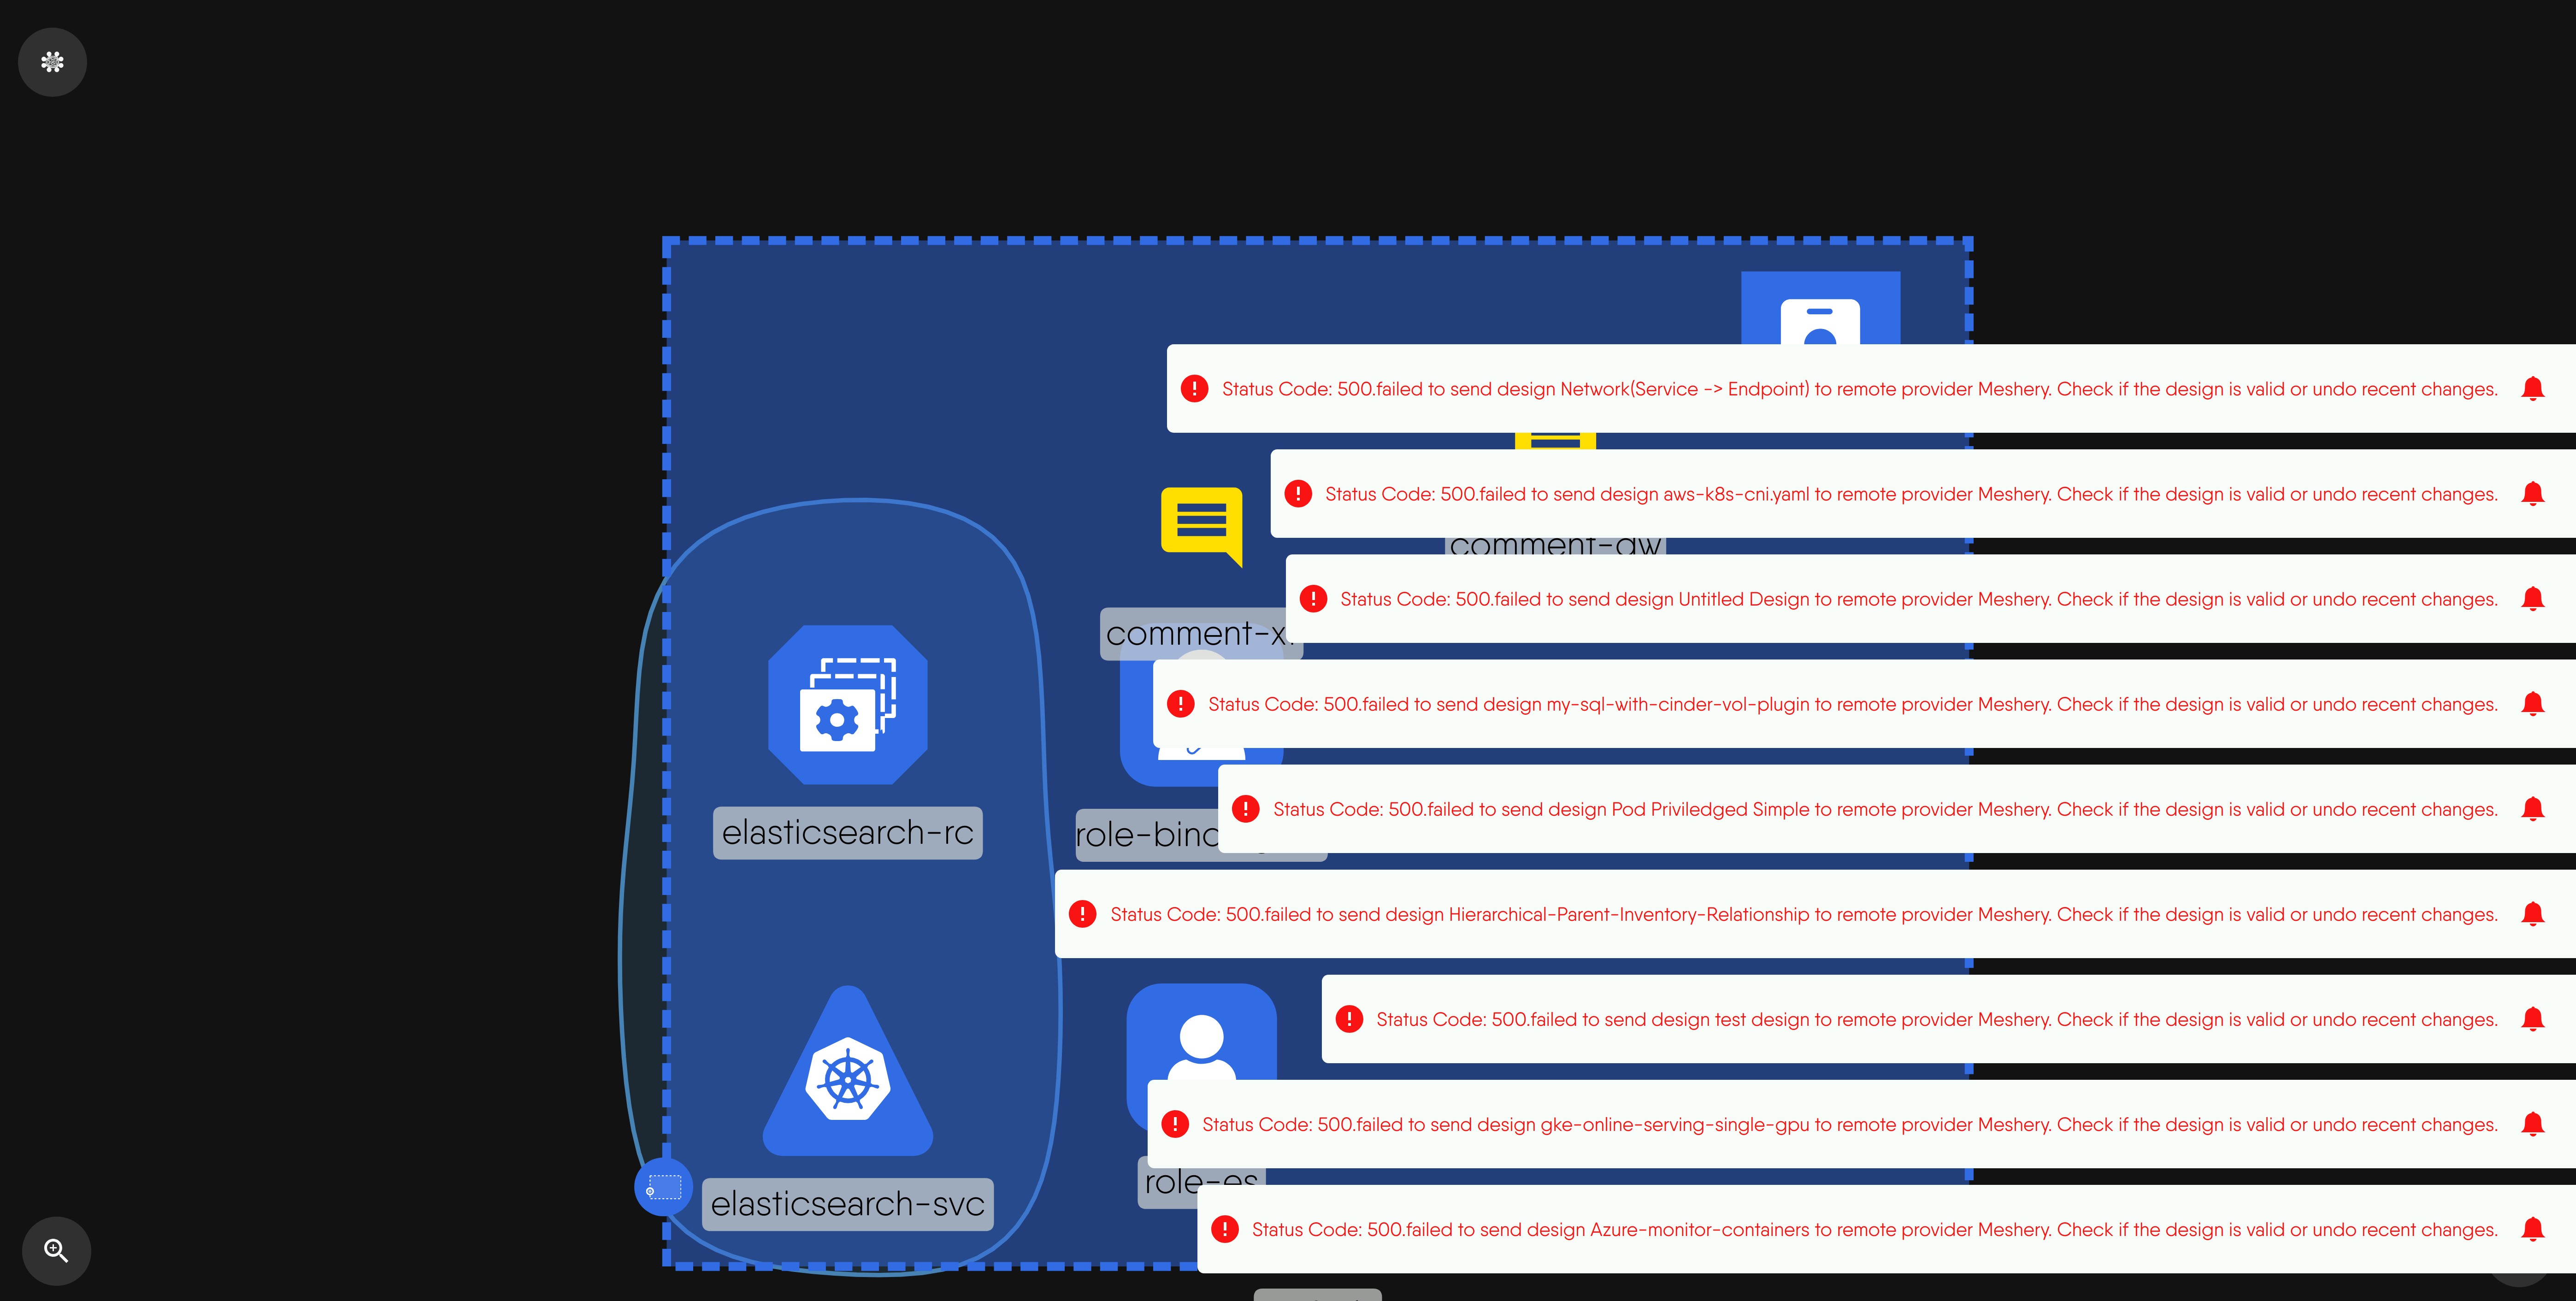 Status Code: 500.failed to send design Network(Service -> Endpoint) to remote provider Meshery. Check if the design is valid or undo recent changes.
Status Code: 500.failed to send design aws-k8s-cni.yaml to remote provider Meshery. Check if the design is valid or undo recent changes.
comment-dw
Status Code: 500.failed to send design Untitled Design to remote provider Meshery. Check if the design is valid or undo recent changes.
Status Code: 500.failed to send design my-sql-with-cinder-vol-plugin to remote provider Meshery. Check if the design is valid or undo recent changes.
Status Code: 500.failed to send design Pod Priviledged Simple to remote provider Meshery. Check if the design is valid or undo recent changes.
elasticsearch-rc
Status Code: 500.failed to send design Hierarchical-Parent-Inventory-Relationship to remote provider Meshery. Check if the design is valid or undo recent changes.
Status Code: 500.failed to send design test design to remote provider Meshery. Check if the design is valid or undo recent changes.
Status Code: 500.failed to send design gke-online-serving-single-gpu to remote provider Meshery. Check if the design is valid or undo recent changes.
role-es
elasticsearch-svc
Status Code: 500.failed to send design Azure-monitor-containers to remote provider Meshery. Check if the design is valid or undo recent changes.